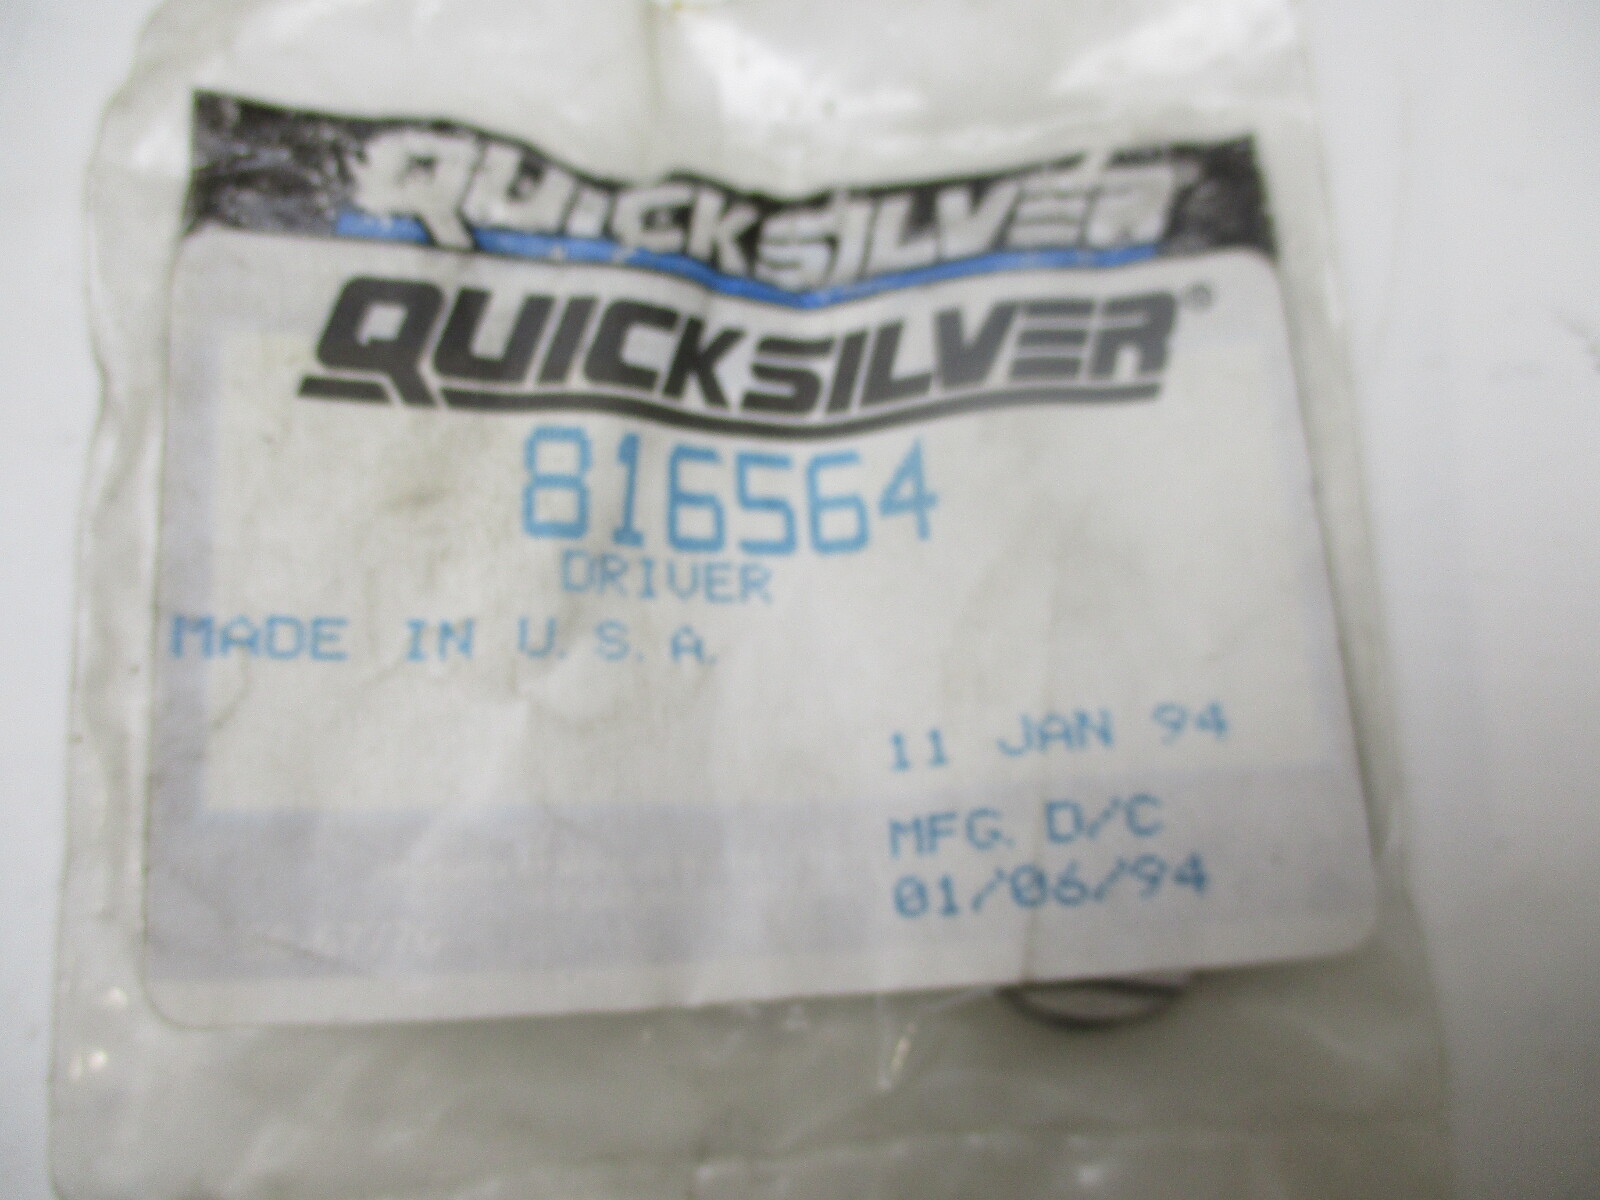 QUICKSILVER
QUICKSILVER®
816564
DRIVER
MADE IN U.S.A.
11 JAN 94
MFG. D/C
01/06/94